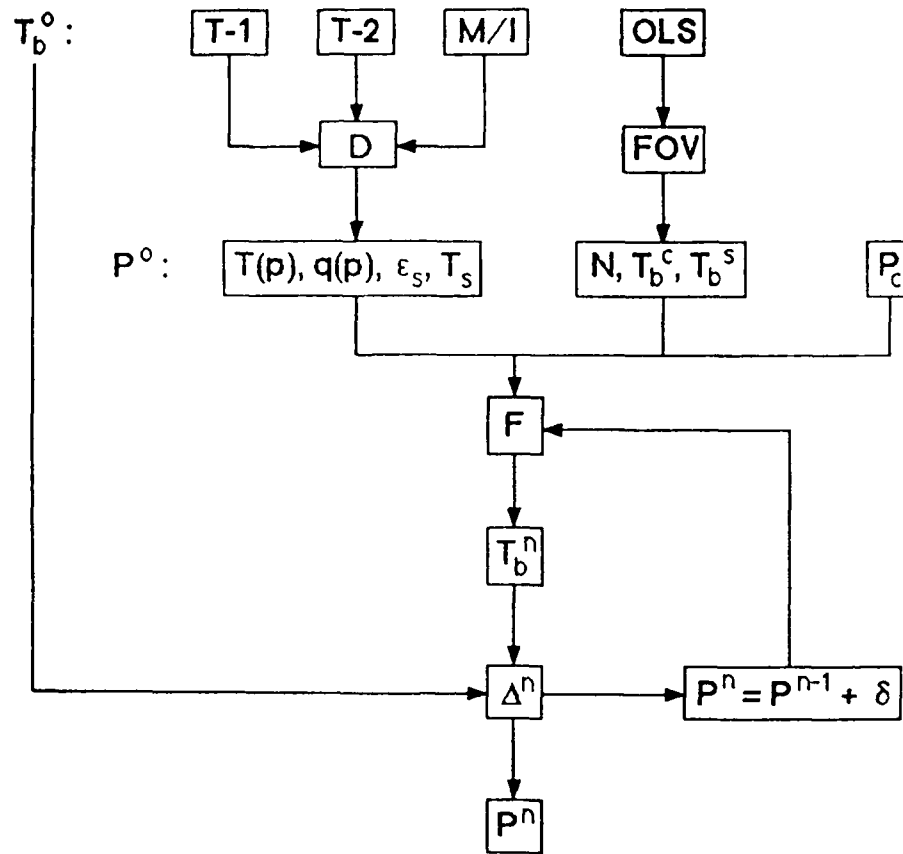 T_b^o : T-1 T-2 M/I OLS
D FOV
P^o : T(p), q(p), ε_s, T_s N, T_b^c, T_b^s P_c
F
T_b^n
Δ^n P^n = P^{n-1} + δ
P^n